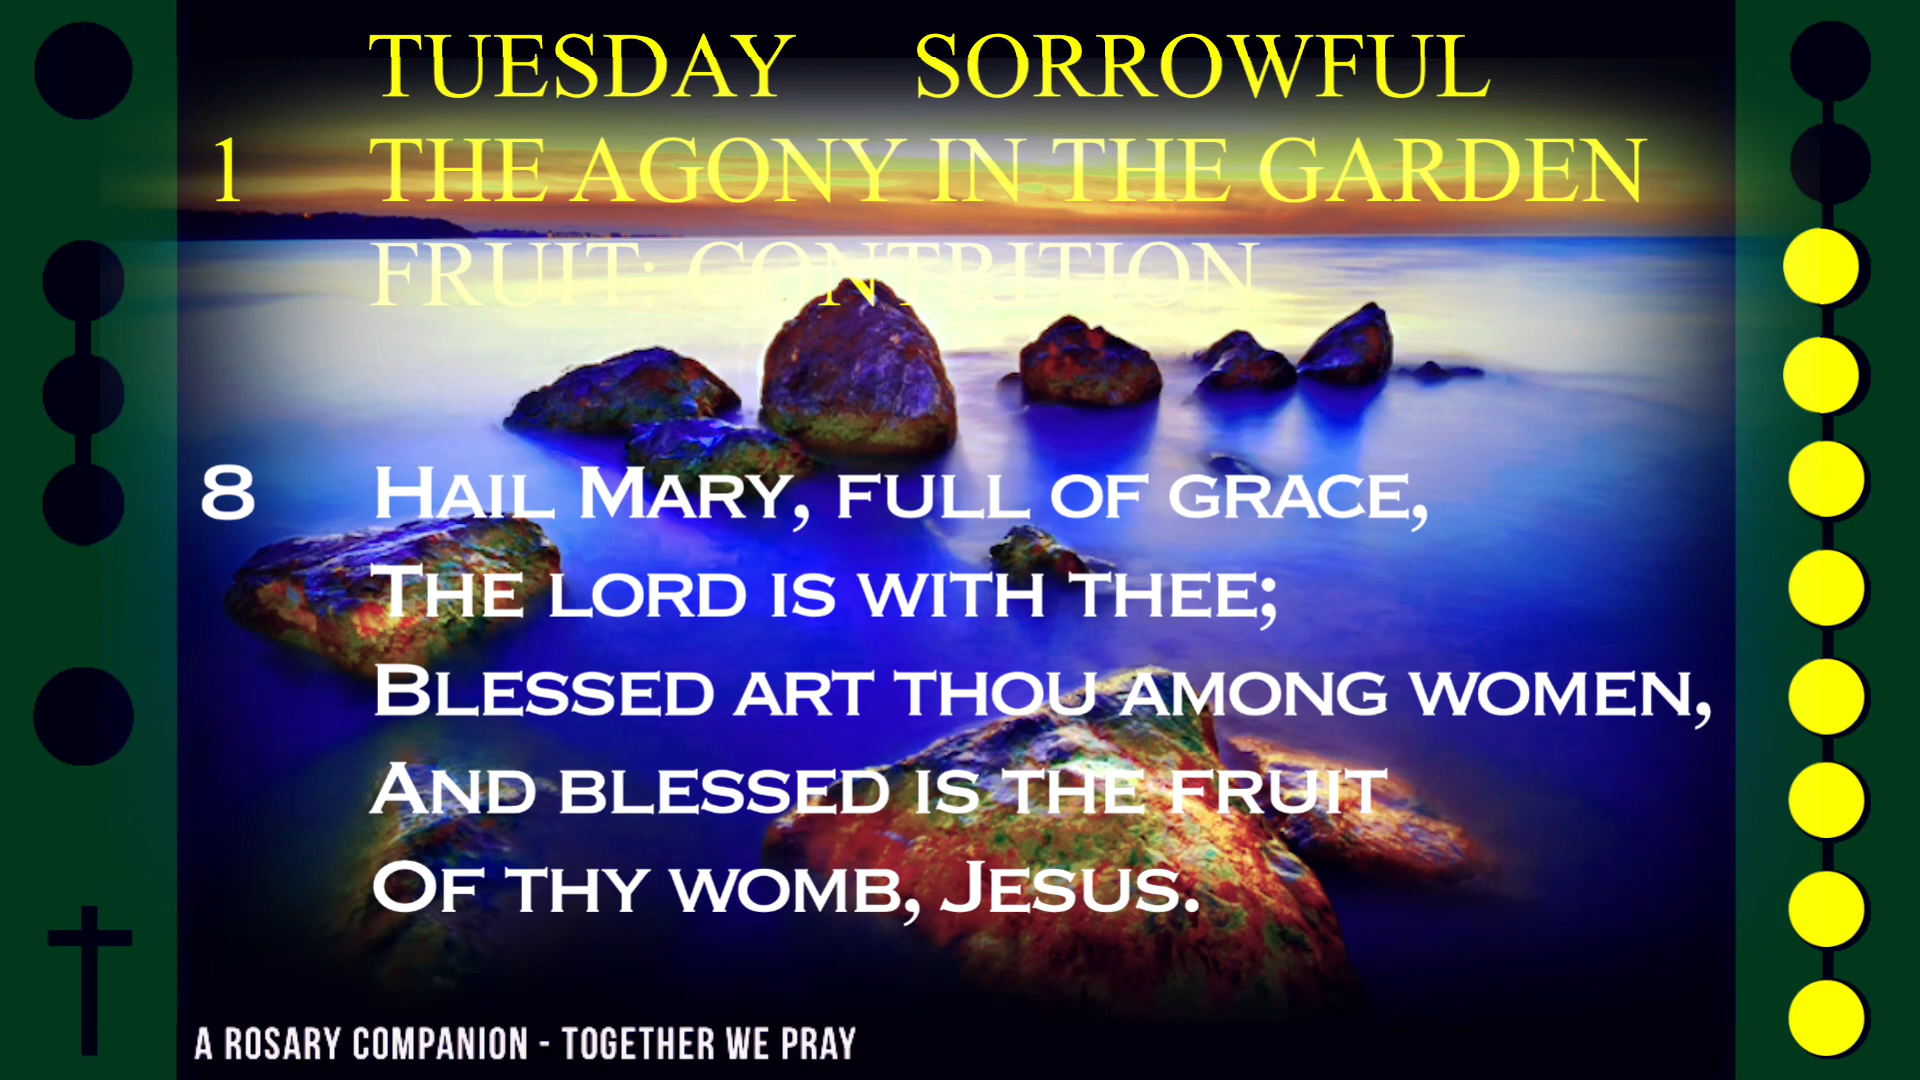 TUESDAY SORROWFUL
1 THE AGONY IN THE GARDEN
FRUIT: CONTRITION
8 HAIL MARY, FULL OF GRACE,
THE LORD IS WITH THEE;
BLESSED ART THOU AMONG WOMEN,
AND BLESSED IS THE FRUIT
OF THY WOMB, JESUS.
A ROSARY COMPANION - TOGETHER WE PRAY